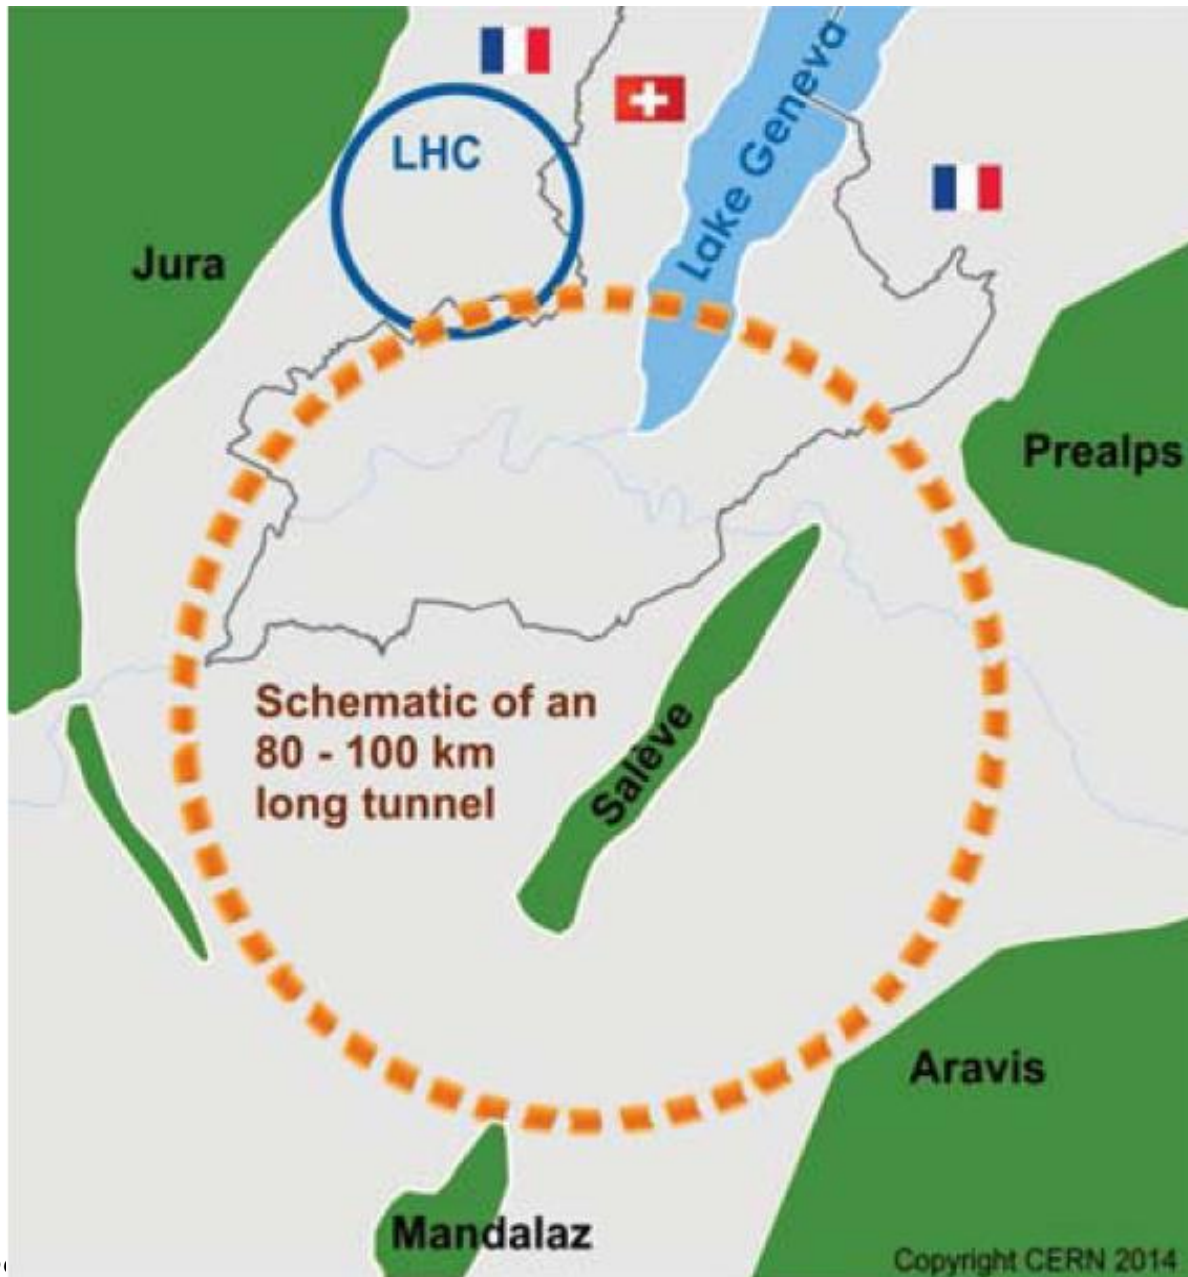 LHC
Lake Geneva
Jura
Prealps
Schematic of an
80 - 100 km
long tunnel
Salève
Aravis
Mandalaz
Copyright CERN 2014